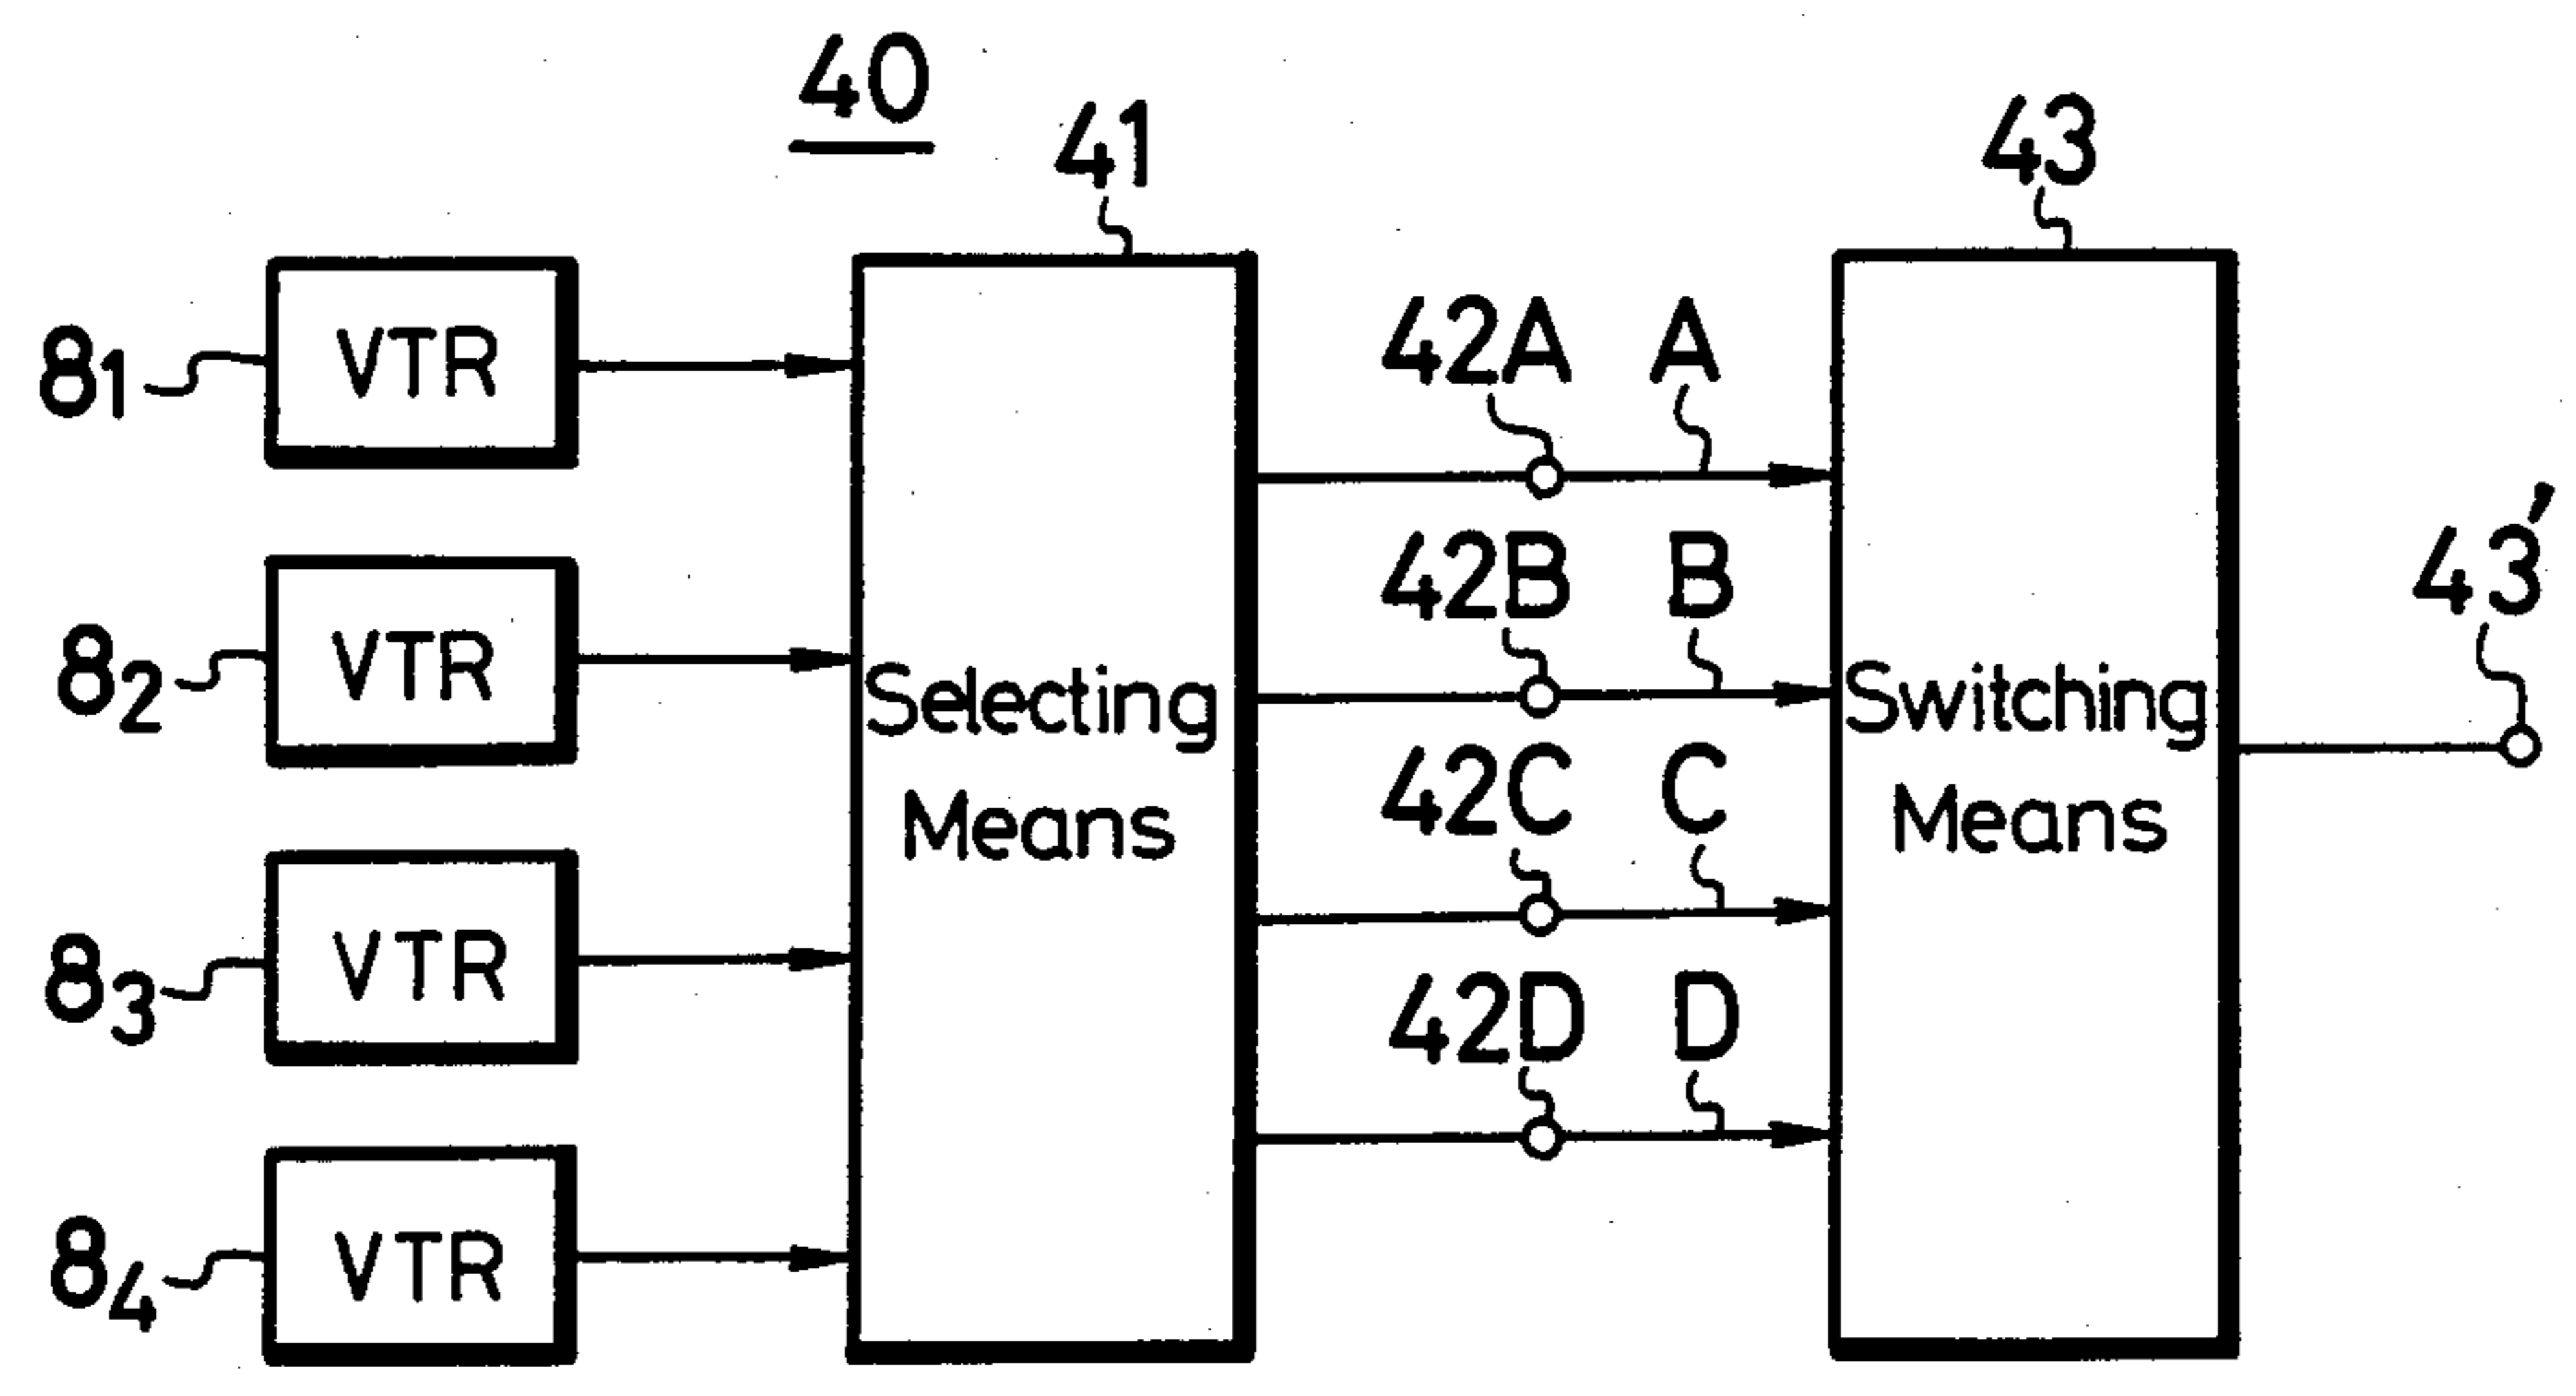 40
41
43
81
VTR
82
VTR
83
VTR
84
VTR
Selecting
Means
42A
A
42B
B
42C
C
42D
D
Switching
Means
43'